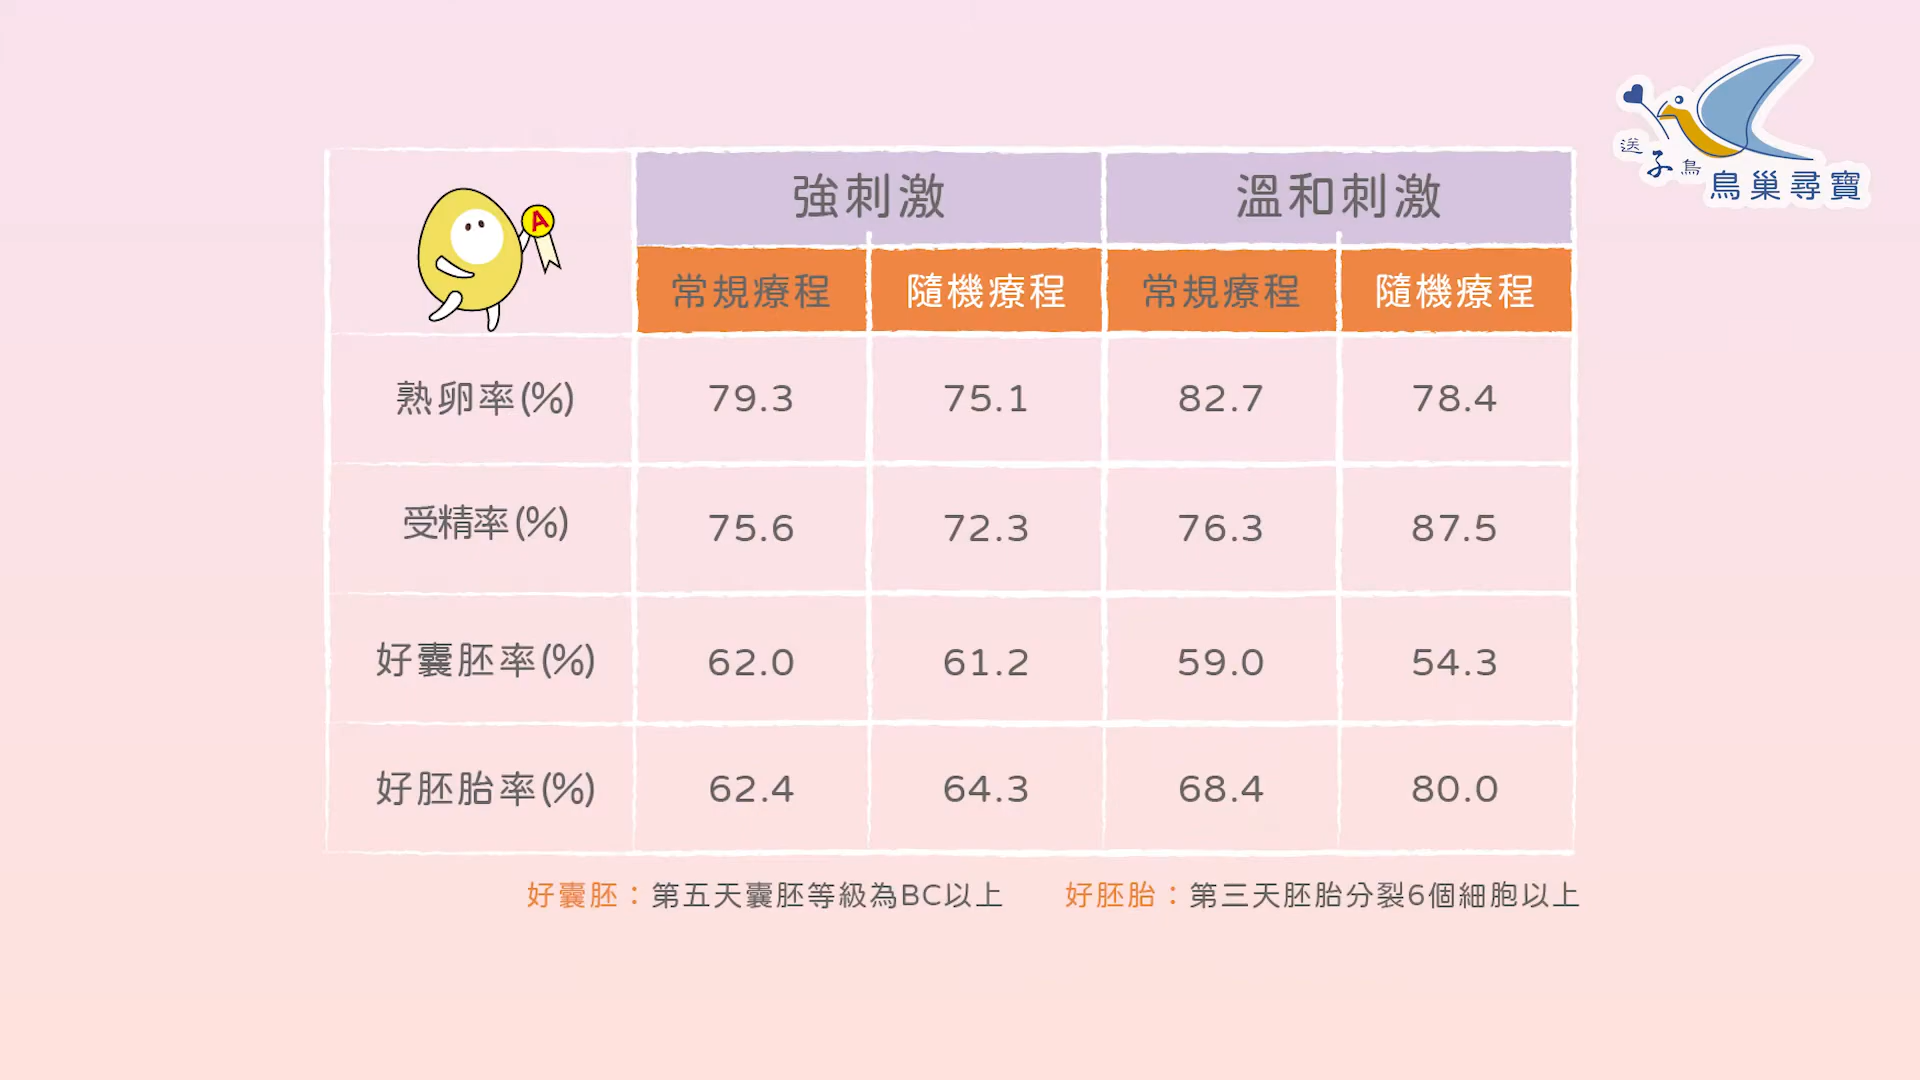 送子鳥
鳥巢尋寶
強刺激 溫和刺激
A
常規療程 隨機療程 常規療程 隨機療程
熟卵率(%) 79.3 75.1 82.7 78.4
受精率(%) 75.6 72.3 76.3 87.5
好囊胚率(%) 62.0 61.2 59.0 54.3
好胚胎率(%) 62.4 64.3 68.4 80.0
好囊胚：第五天囊胚等級為BC以上 好胚胎：第三天胚胎分裂6個細胞以上